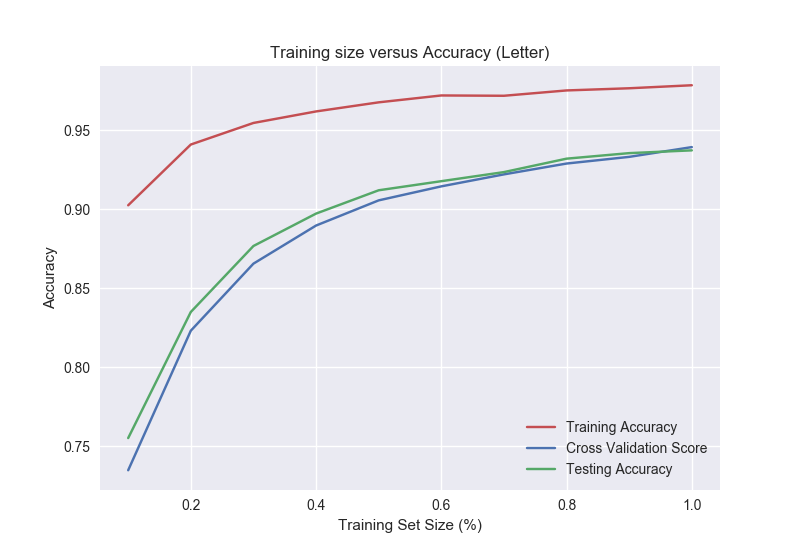 Training size versus Accuracy (Letter)
Accuracy
0.95
0.90
0.85
0.80
0.75
Training Accuracy
Cross Validation Score
Testing Accuracy
0.2 0.4 0.6 0.8 1.0
Training Set Size (%)